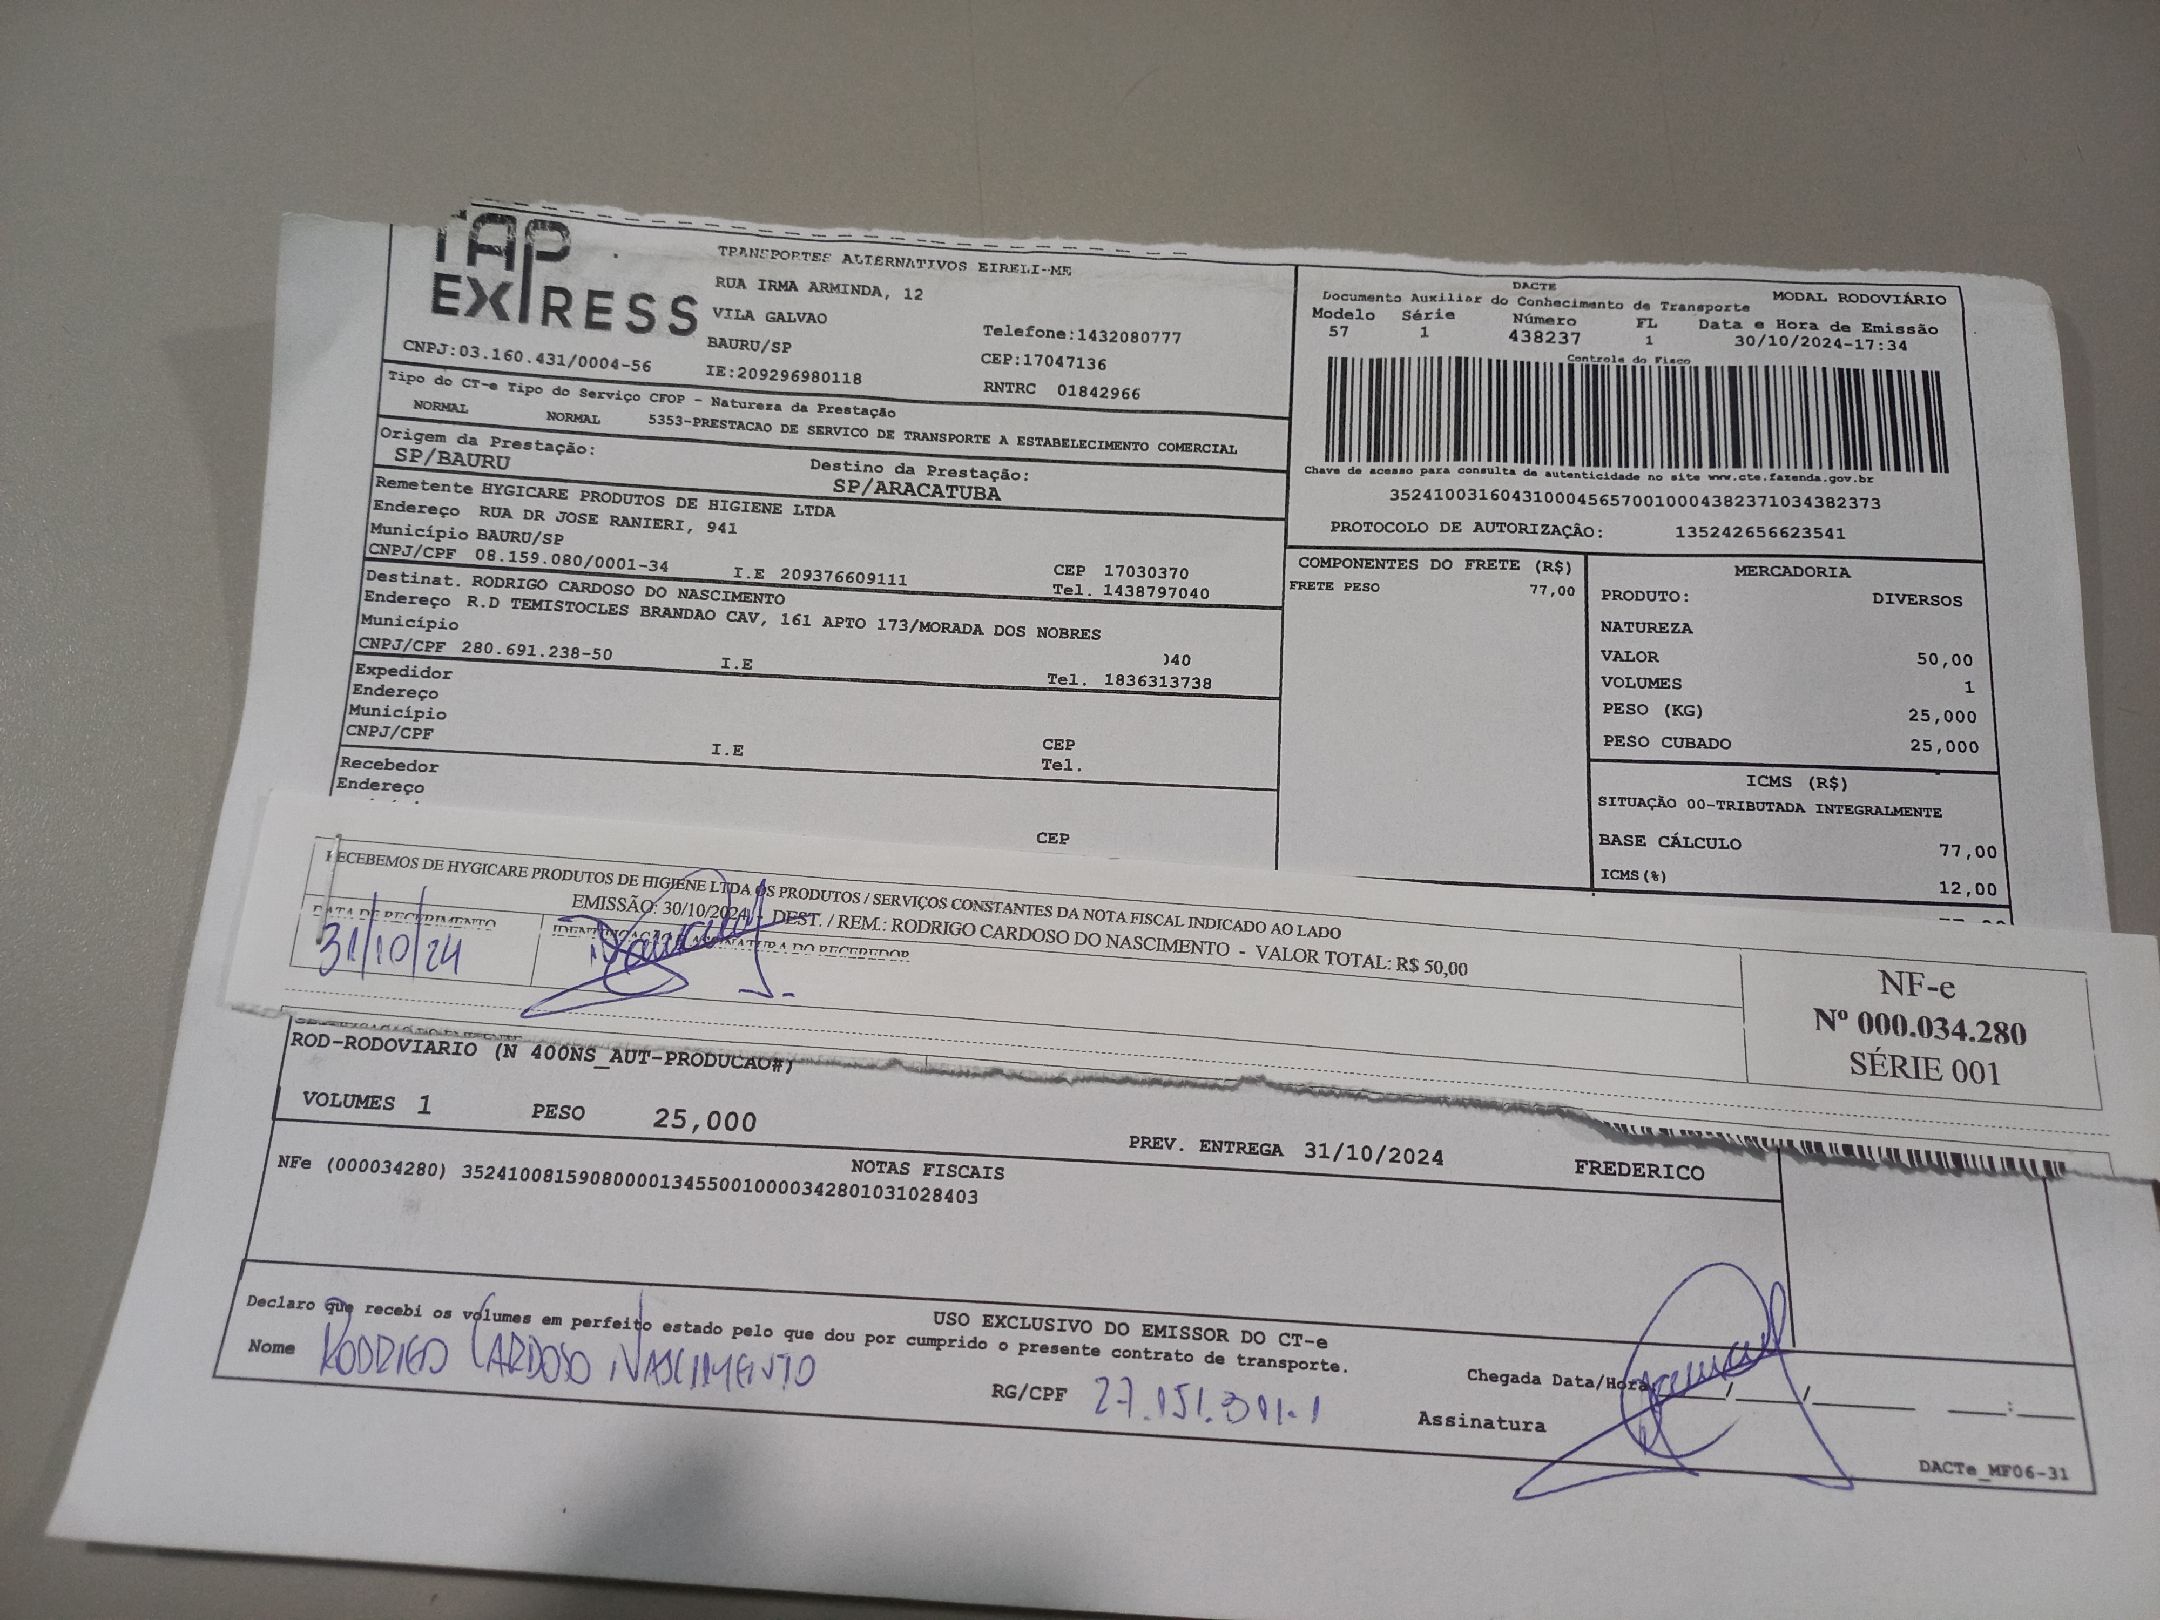 TAP
EXPRESS
TRANSPORTES ALTERNATIVOS EIRELI-ME
RUA IRMA ARMINDA, 12
VILA GALVAO
Telefone:1432080777
BAURU/SP
CEP:17047136
CNPJ:03.160.431/0004-56
IE:209296980118
RNTRC 01842966
DACTE
MODAL RODOVIÁRIO
Documento Auxiliar do Conhecimento de Transporte
Modelo Série Número FL Data e Hora de Emissão
57 1 438237 1 30/10/2024-17:34
Controle do Fisco
Chave de acesso para consulta de autenticidade no site www.cte.fazenda.gov.br
35241003160431000456570010004382371034382373
PROTOCOLO DE AUTORIZAÇÃO: 135242656623541
Tipo do CT-e Tipo do Serviço CFOP - Natureza da Prestação
NORMAL NORMAL 5353-PRESTACAO DE SERVICO DE TRANSPORTE A ESTABELECIMENTO COMERCIAL
Origem da Prestação: Destino da Prestação:
SP/BAURU SP/ARACATUBA
Remetente HYGICARE PRODUTOS DE HIGIENE LTDA
Endereço RUA DR JOSE RANIERI, 941
Município BAURU/SP CEP 17030370
CNPJ/CPF 08.159.080/0001-34 I.E 209376609111 Tel. 1438797040
Destinat. RODRIGO CARDOSO DO NASCIMENTO
Endereço R.D TEMISTOCLES BRANDAO CAV, 161 APTO 173/MORADA DOS NOBRES
Município 040
CNPJ/CPF 280.691.238-50 I.E Tel. 1836313738
Expedidor
Endereço
Município CEP
CNPJ/CPF I.E Tel.
Recebedor
Endereço
CEP
COMPONENTES DO FRETE (R$)
FRETE PESO 77,00
MERCADORIA
PRODUTO: DIVERSOS
NATUREZA
VALOR 50,00
VOLUMES 1
PESO (KG) 25,000
PESO CUBADO 25,000
ICMS (R$)
SITUAÇÃO 00-TRIBUTADA INTEGRALMENTE
BASE CÁLCULO 77,00
ICMS(%) 12,00
RECEBEMOS DE HYGICARE PRODUTOS DE HIGIENE LTDA OS PRODUTOS / SERVIÇOS CONSTANTES DA NOTA FISCAL INDICADO AO LADO
EMISSÃO: 30/10/2024 - DEST. / REM.: RODRIGO CARDOSO DO NASCIMENTO - VALOR TOTAL: R$ 50,00
DATA DE RECEBIMENTO
IDENTIFICAÇÃO E ASSINATURA DO RECEBEDOR
31/10/24
NF-e
Nº 000.034.280
SÉRIE 001
ROD-RODOVIARIO (N 400NS_AUT-PRODUCAO#)
VOLUMES 1 PESO 25,000 PREV. ENTREGA 31/10/2024 FREDERICO
NOTAS FISCAIS
NFe (000034280) 35241008159080000134550010000342801031028403
USO EXCLUSIVO DO EMISSOR DO CT-e
Declaro que recebi os volumes em perfeito estado pelo que dou por cumprido o presente contrato de transporte.
Nome RODRIGO CARDOSO NASCIMENTO
RG/CPF 27.151.301-1
Chegada Data/Hora
Assinatura
DACTe_MF06-31